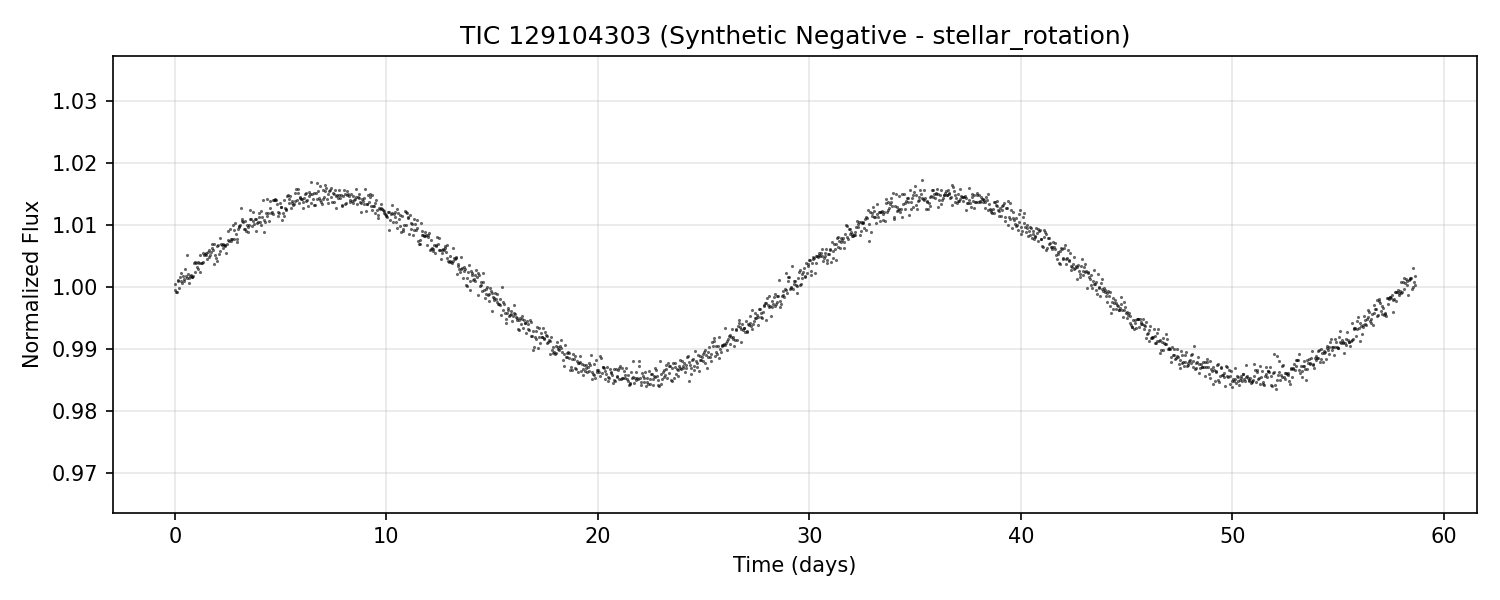 TIC 129104303 (Synthetic Negative - stellar_rotation)
Normalized Flux
1.03
1.02
1.01
1.00
0.99
0.98
0.97
0 10 20 30 40 50 60
Time (days)